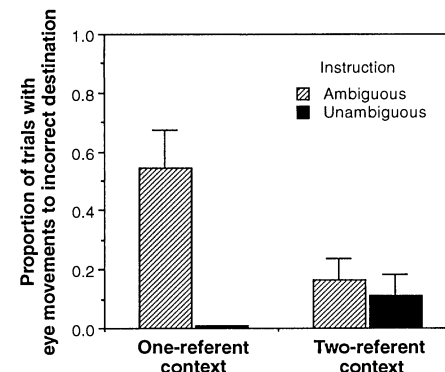 Proportion of trials with
eye movements to incorrect destination
1.0
0.8
0.6
0.4
0.2
0.0
Instruction
Ambiguous
Unambiguous
One-referent
context
Two-referent
context